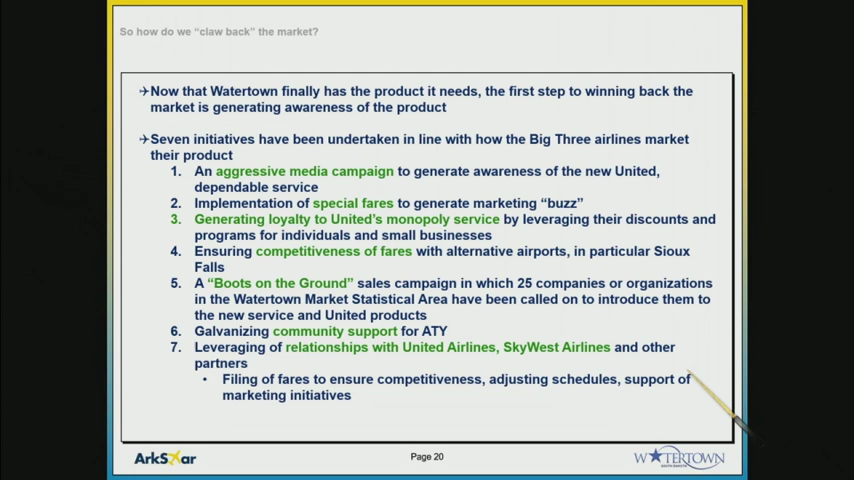 So how do we “claw back” the market?
Now that Watertown finally has the product it needs, the first step to winning back the
market is generating awareness of the product
Seven initiatives have been undertaken in line with how the Big Three airlines market
their product
1. An aggressive media campaign to generate awareness of the new United,
dependable service
2. Implementation of special fares to generate marketing “buzz”
3. Generating loyalty to United’s monopoly service by leveraging their discounts and
programs for individuals and small businesses
4. Ensuring competitiveness of fares with alternative airports, in particular Sioux
Falls
5. A “Boots on the Ground” sales campaign in which 25 companies or organizations
in the Watertown Market Statistical Area have been called on to introduce them to
the new service and United products
6. Galvanizing community support for ATY
7. Leveraging of relationships with United Airlines, SkyWest Airlines and other
partners
• Filing of fares to ensure competitiveness, adjusting schedules, support of
marketing initiatives
ArkStar
Page 20
WATERTOWN
SOUTH DAKOTA